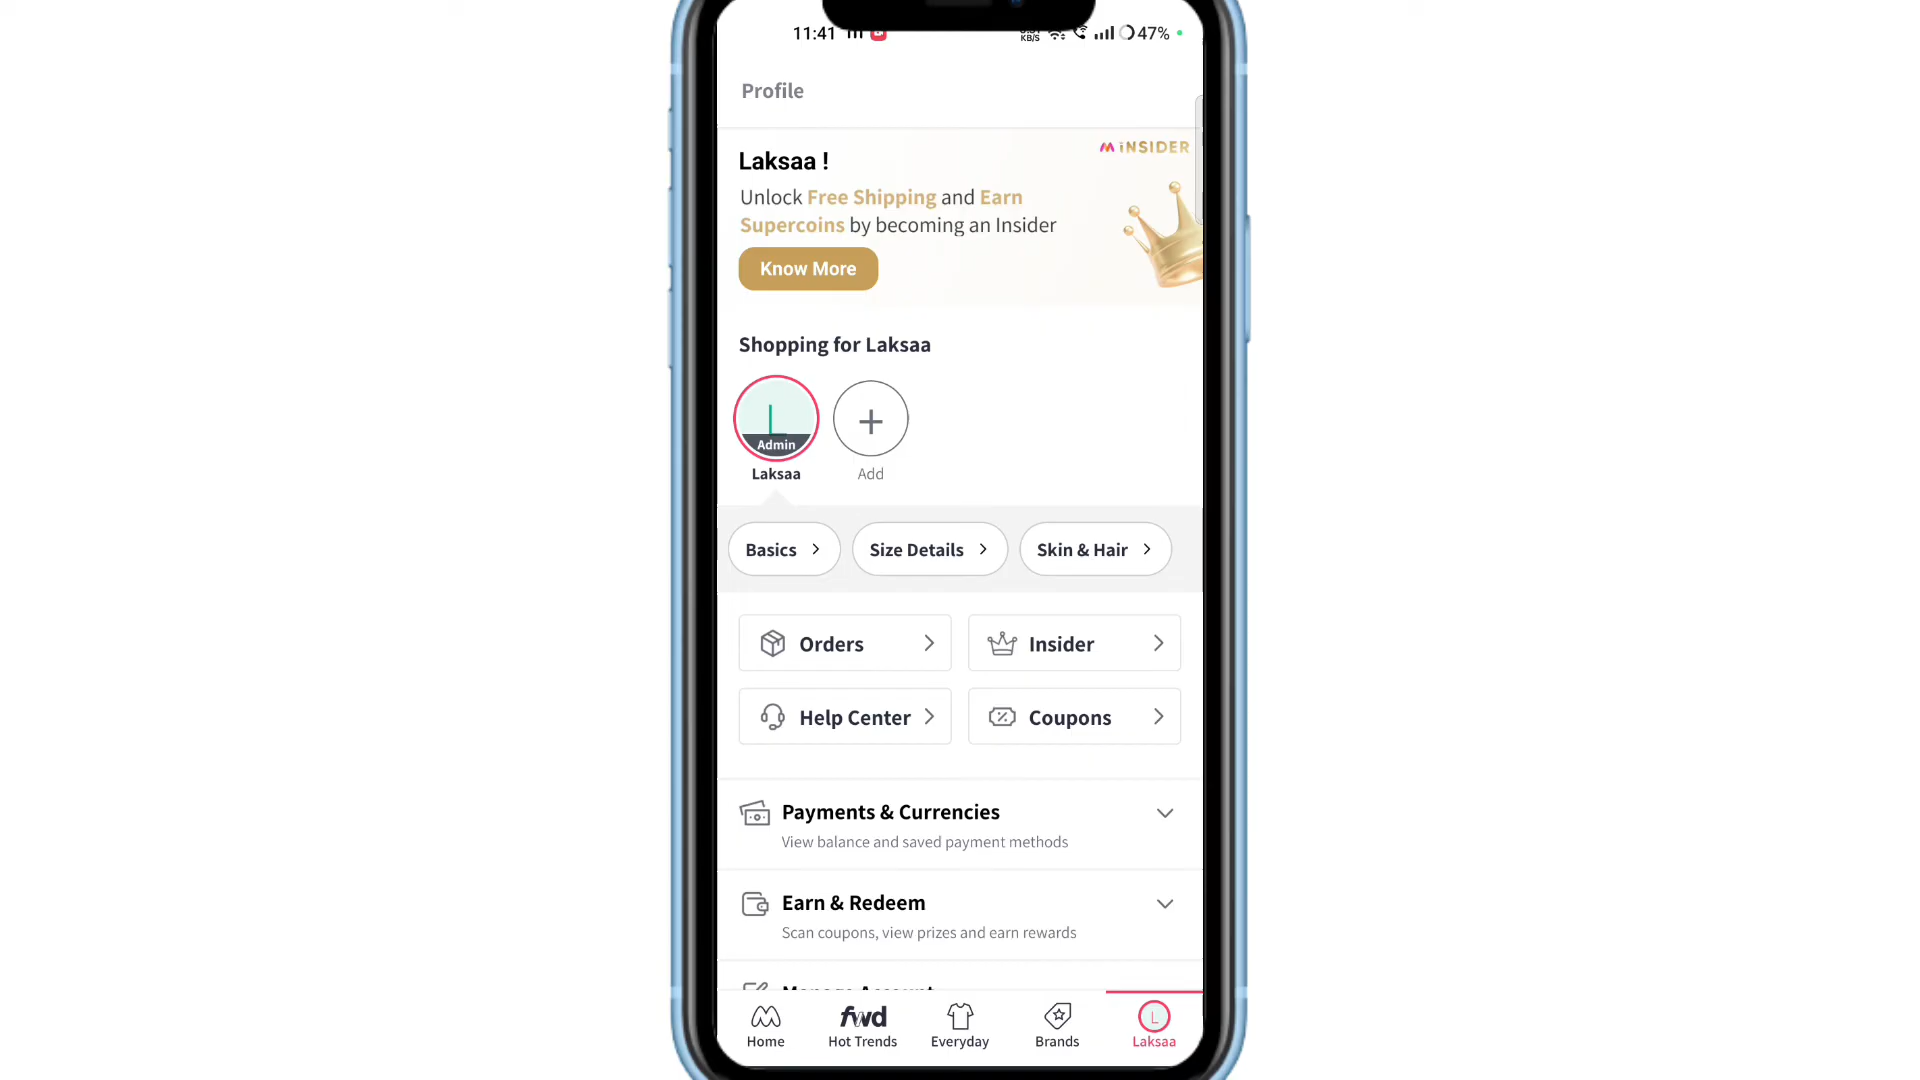 11:41
KB/S
47%
Profile
INSIDER
Laksaa !
Unlock Free Shipping and Earn
Supercoins by becoming an Insider
Know More
Shopping for Laksaa
L
Admin
Laksaa
Add
Basics
Size Details
Skin & Hair
Orders
Insider
Help Center
Coupons
Payments & Currencies
View balance and saved payment methods
Earn & Redeem
Scan coupons, view prizes and earn rewards
Manage Account
fwd
L
Home
Hot Trends
Everyday
Brands
Laksaa